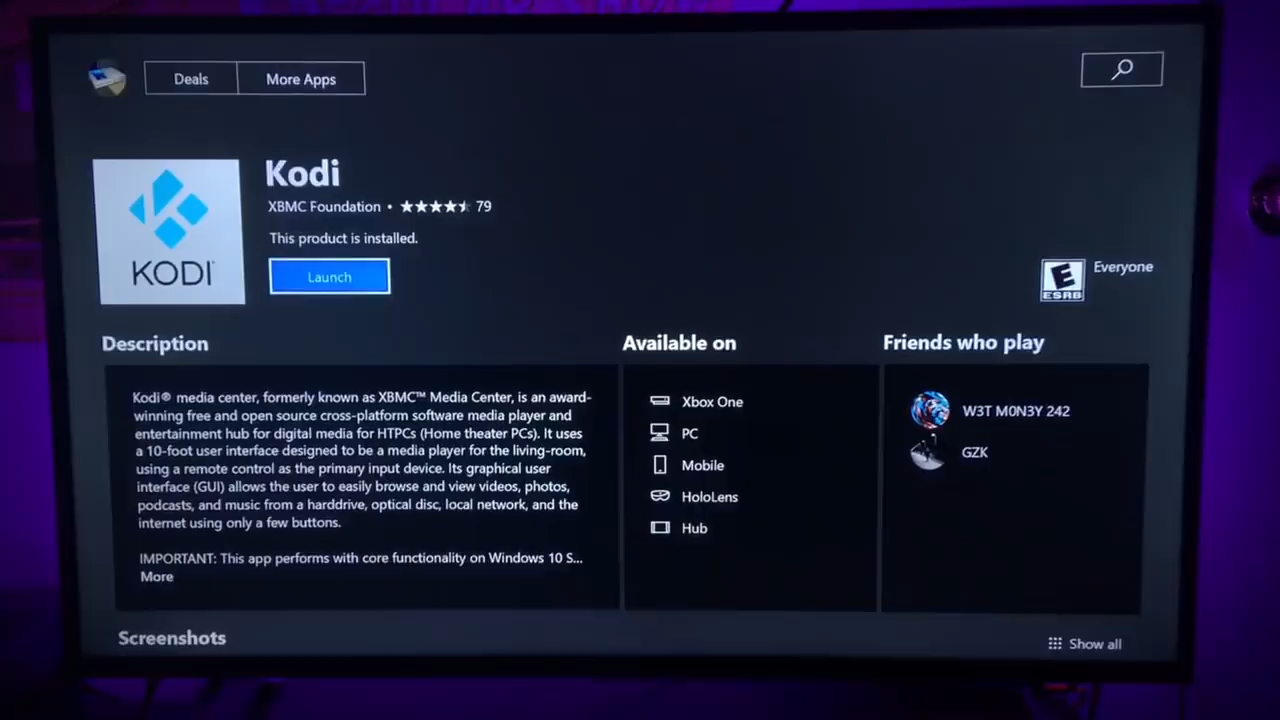 Deals
More Apps
KODI
Kodi
XBMC Foundation • 79
This product is installed.
Launch
E
ESRB
Everyone
Description
Kodi® media center, formerly known as XBMC™ Media Center, is an award-
winning free and open source cross-platform software media player and
entertainment hub for digital media for HTPCs (Home theater PCs). It uses
a 10-foot user interface designed to be a media player for the living-room,
using a remote control as the primary input device. Its graphical user
interface (GUI) allows the user to easily browse and view videos, photos,
podcasts, and music from a harddrive, optical disc, local network, and the
internet using only a few buttons.
IMPORTANT: This app performs with core functionality on Windows 10 S...
More
Available on
Xbox One
PC
Mobile
HoloLens
Hub
Friends who play
W3T M0N3Y 242
GZK
Screenshots
Show all